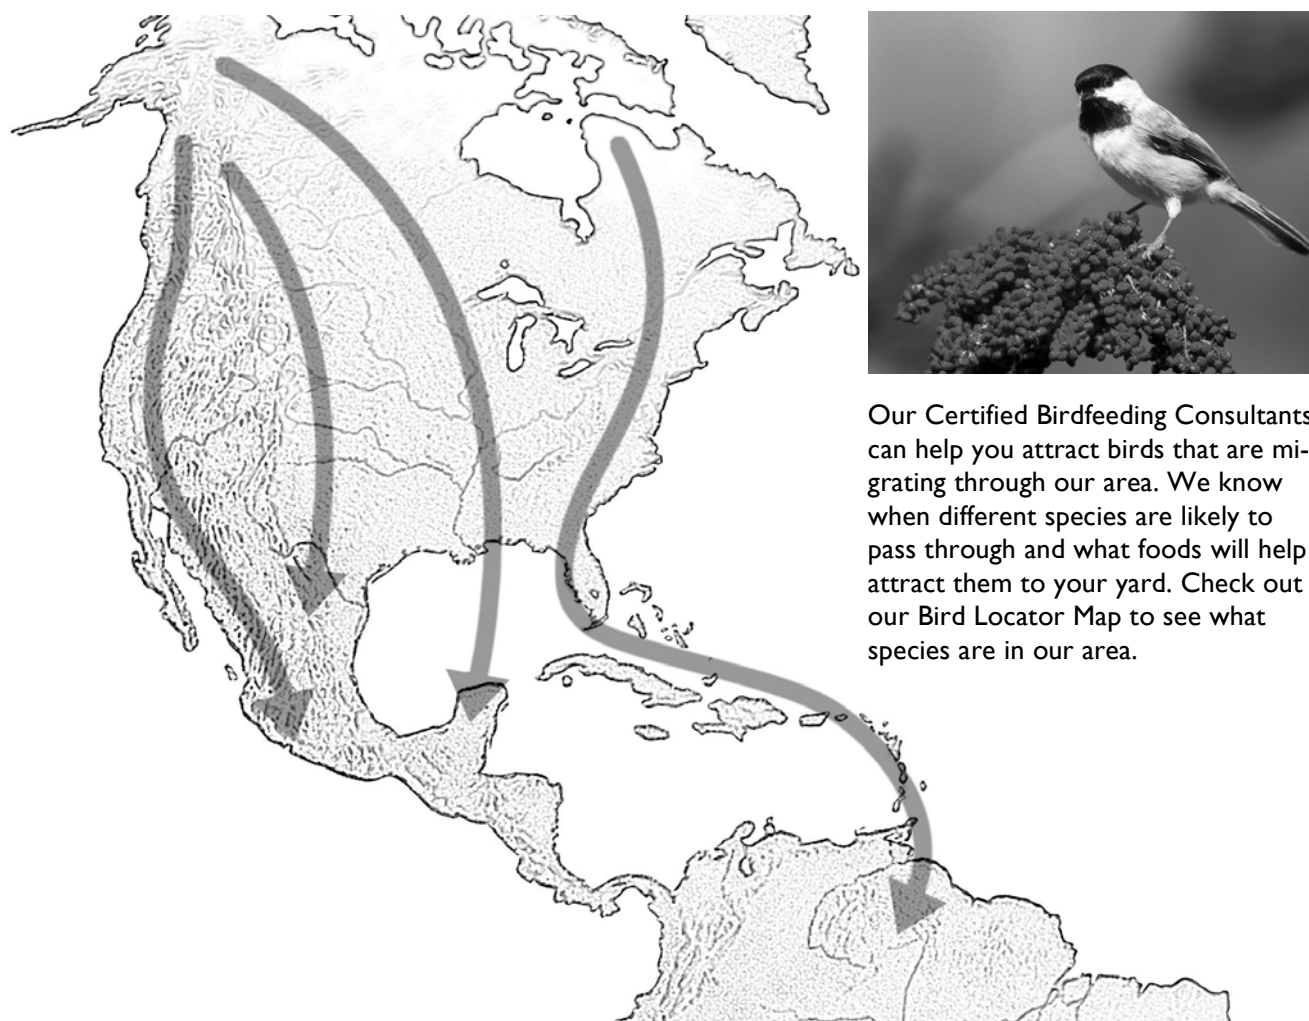 Our Certified Birdfeeding Consultants
can help you attract birds that are mi-
grating through our area. We know
when different species are likely to
pass through and what foods will help
attract them to your yard. Check out
our Bird Locator Map to see what
species are in our area.